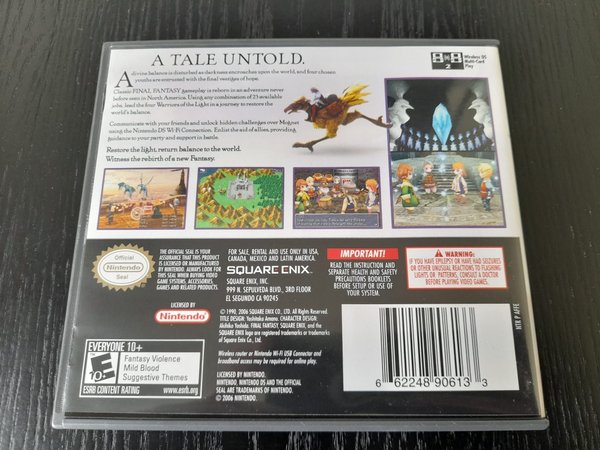 A TALE UNTOLD.
A divine balance is disturbed as darkness encroaches upon the world, and four chosen
youths are entrusted with the final vestiges of hope.
Classic FINAL FANTASY gameplay is reborn in an adventure never
before seen in North America. Using any combination of 23 available
jobs, lead the four Warriors of the Light in a journey to restore the
world's balance.
Communicate with your friends and unlock hidden challenges over Mognet
using the Nintendo DS Wi-Fi Connection. Enlist the aid of allies, providing
guidance to your party and support in battle.
Restore the light, return balance to the world.
Witness the rebirth of a new Fantasy.
2
Wireless DS
Multi-Card
Play
Official
Nintendo
Seal
THE OFFICIAL SEAL IS YOUR
ASSURANCE THAT THIS PRODUCT
IS LICENSED OR MANUFACTURED
BY NINTENDO. ALWAYS LOOK FOR
THIS SEAL WHEN BUYING VIDEO
GAME SYSTEMS, ACCESSORIES,
GAMES AND RELATED PRODUCTS.
LICENSED BY
Nintendo
EVERYONE 10+
E
10+
ESRB CONTENT RATING
Fantasy Violence
Mild Blood
Suggestive Themes
www.esrb.org
FOR SALE, RENTAL AND USE ONLY IN USA,
CANADA, MEXICO AND LATIN AMERICA.
SQUARE ENIX.
SQUARE ENIX, INC.
999 N. SEPULVEDA BLVD., 3RD FLOOR
EL SEGUNDO CA 90245
© 1990, 2006 SQUARE ENIX CO., LTD. All Rights Reserved.
TITLE DESIGN: Yoshitaka Amano. CHARACTER DESIGN:
Akihiko Yoshida. FINAL FANTASY, SQUARE ENIX, and the
SQUARE ENIX logo are registered trademarks or trademarks
of Square Enix Co., Ltd.
Wireless router or Nintendo Wi-Fi USB Connector and
broadband access may be required for online play.
LICENSED BY NINTENDO.
NINTENDO, NINTENDO DS AND THE OFFICIAL
SEAL ARE TRADEMARKS OF NINTENDO.
© 2006 NINTENDO.
IMPORTANT!
READ THE INSTRUCTION AND
SEPARATE HEALTH AND SAFETY
PRECAUTIONS BOOKLETS
BEFORE SETUP OR USE OF
YOUR SYSTEM.
WARNING:
IF YOU HAVE EPILEPSY OR HAVE HAD SEIZURES
OR OTHER UNUSUAL REACTIONS TO FLASHING
LIGHTS OR PATTERNS, CONSULT A DOCTOR
BEFORE PLAYING VIDEO GAMES.
6 62248 90613 3